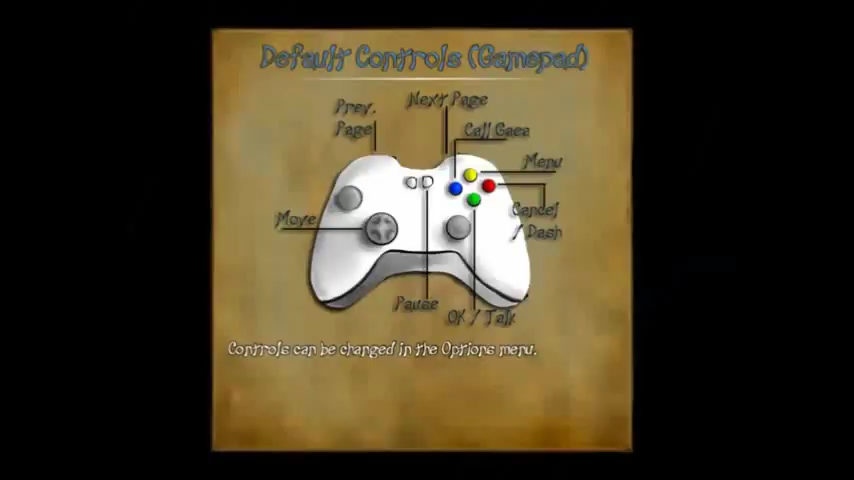 Default Controls (Gamepad)
Next Page
Prev.
Page
Call Gaea
Menu
Cancel
/ Dash
Move
Pause
OK / Talk
Controls can be changed in the Options menu.